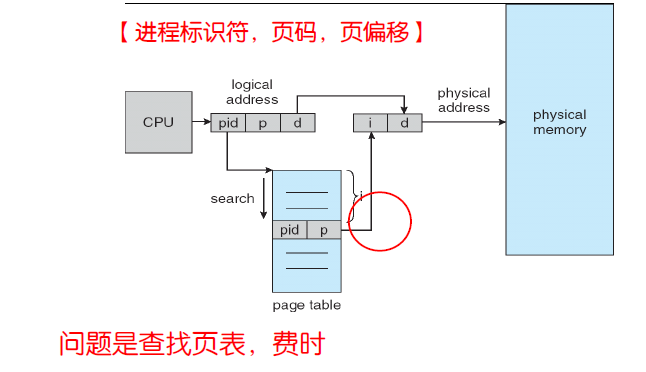 【进程标识符，页码，页偏移】
logical address
physical address
physical memory
CPU
pid p d
i d
search
i
pid p
page table
问题是查找页表，费时